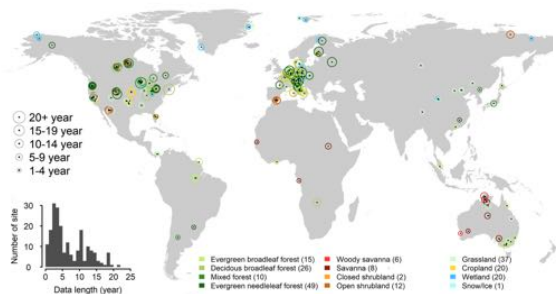 20+ year
15-19 year
10-14 year
5-9 year
1-4 year
Number of site
30
20
10
0
0 5 10 15 20 25
Data length (year)
Evergreen broadleaf forest (15)
Decidous broadleaf forest (26)
Mixed forest (10)
Evergreen needleleaf forest (49)
Woody savanna (6)
Savanna (8)
Closed shrubland (2)
Open shrubland (12)
Grassland (37)
Cropland (20)
Wetland (20)
Snow/Ice (1)